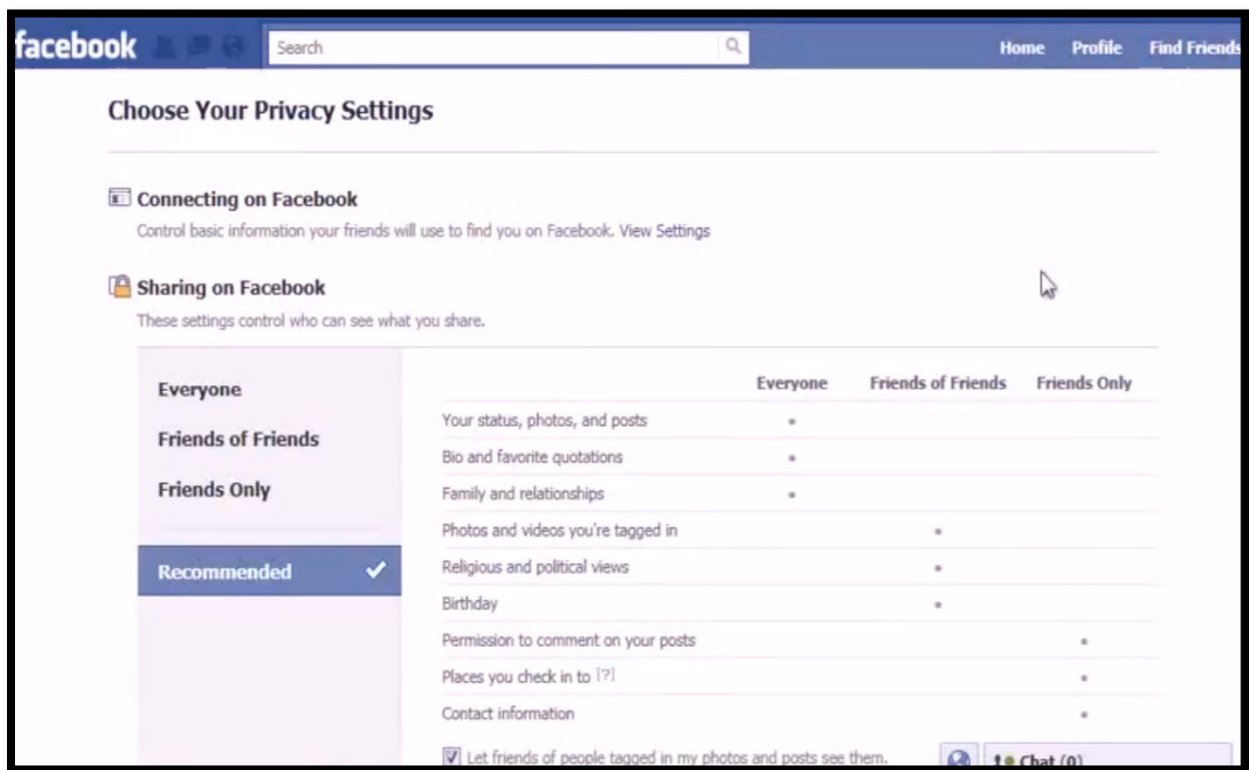 facebook Search Home Profile Find Friends
Choose Your Privacy Settings
Connecting on Facebook
Control basic information your friends will use to find you on Facebook. View Settings
Sharing on Facebook
These settings control who can see what you share.
Everyone
Friends of Friends
Friends Only
Recommended
Everyone Friends of Friends Friends Only
Your status, photos, and posts
Bio and favorite quotations
Family and relationships
Photos and videos you're tagged in
Religious and political views
Birthday
Permission to comment on your posts
Places you check in to [?]
Contact information
Let friends of people tagged in my photos and posts see them.
Chat (0)